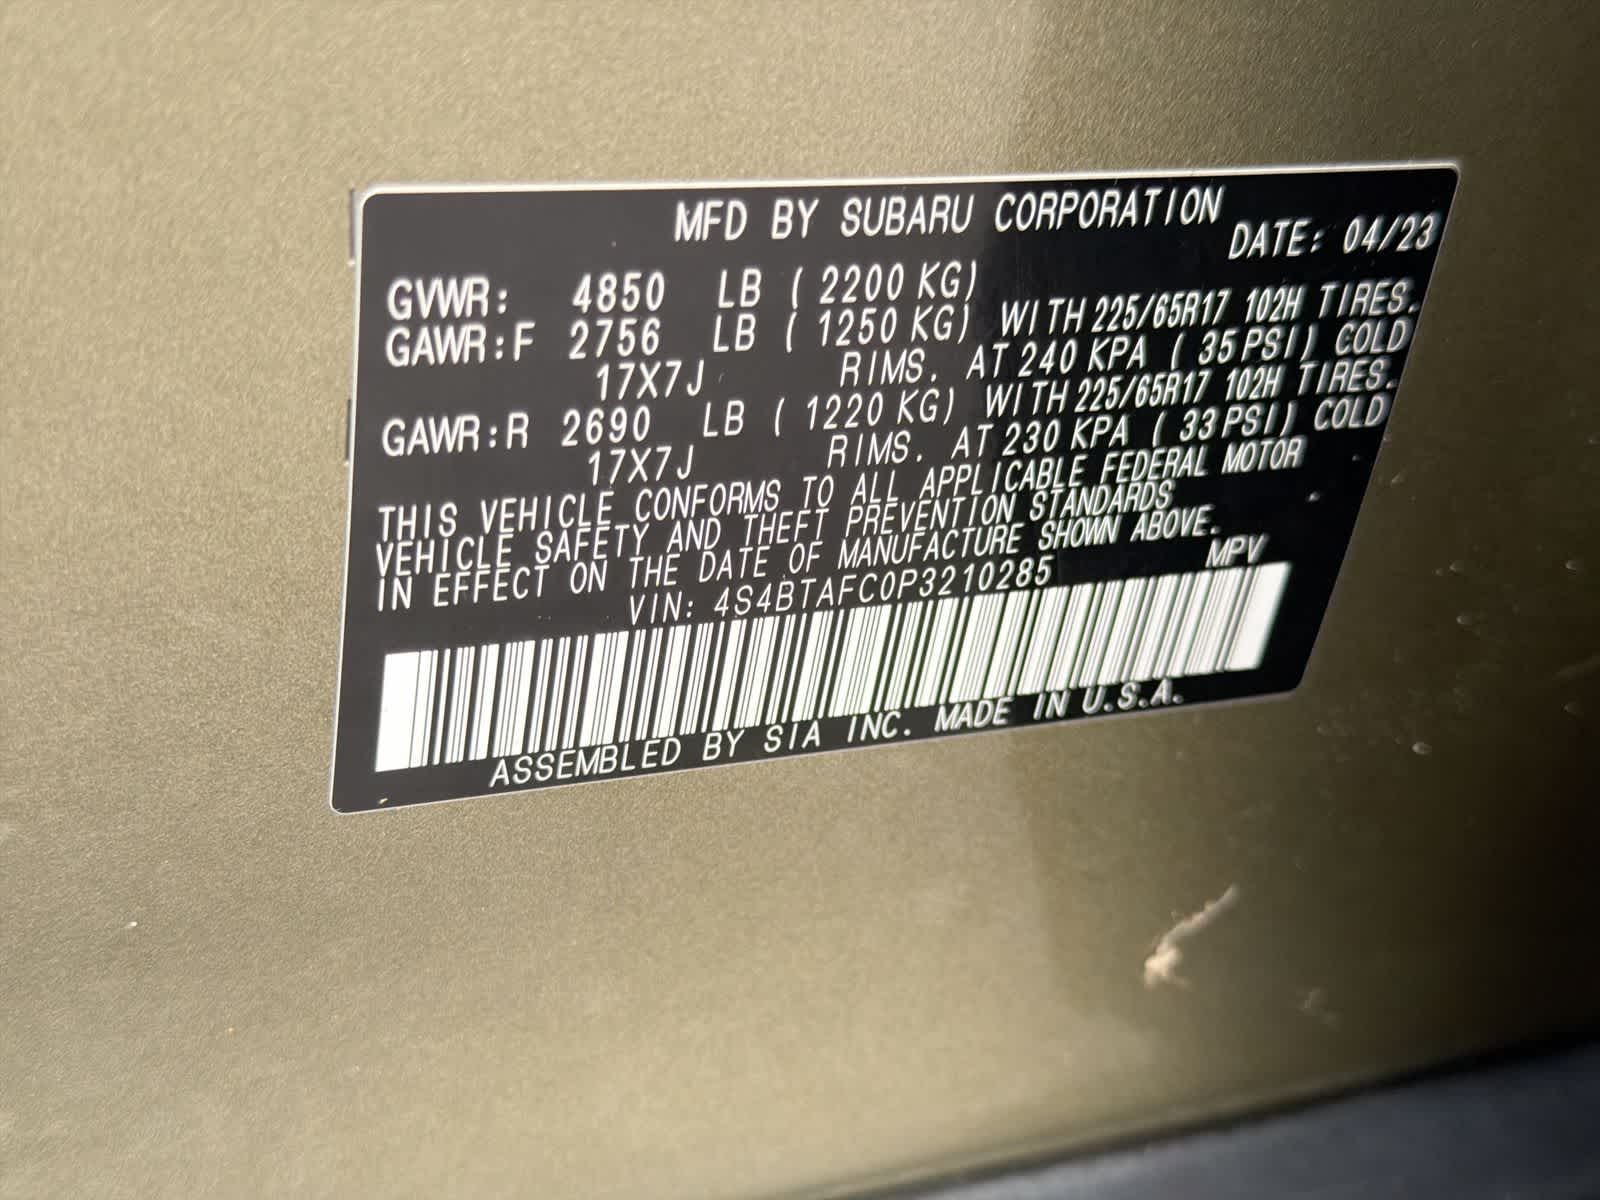 MFD BY SUBARU CORPORATION
DATE: 04/23
GVWR: 4850 LB ( 2200 KG)
GAWR:F 2756 LB ( 1250 KG) WITH 225/65R17 102H TIRES.
17X7J RIMS. AT 240 KPA ( 35 PSI) COLD
GAWR:R 2690 LB ( 1220 KG) WITH 225/65R17 102H TIRES.
17X7J RIMS. AT 230 KPA ( 33 PSI) COLD
THIS VEHICLE CONFORMS TO ALL APPLICABLE FEDERAL MOTOR
VEHICLE SAFETY AND THEFT PREVENTION STANDARDS
IN EFFECT ON THE DATE OF MANUFACTURE SHOWN ABOVE.
VIN: 4S4BTAFC0P3210285 MPV
ASSEMBLED BY SIA INC. MADE IN U.S.A.